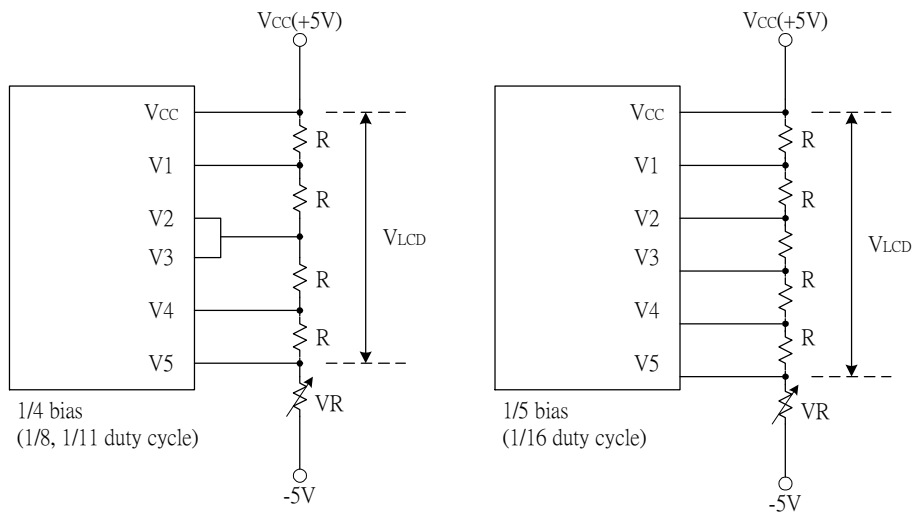 VCC(+5V)
VCC
R
V1
R
V2
VLCD
V3
R
V4
R
V5
VR
1/4 bias
(1/8, 1/11 duty cycle)
-5V
VCC(+5V)
VCC
R
V1
R
V2
R
VLCD
V3
R
V4
R
V5
VR
1/5 bias
(1/16 duty cycle)
-5V